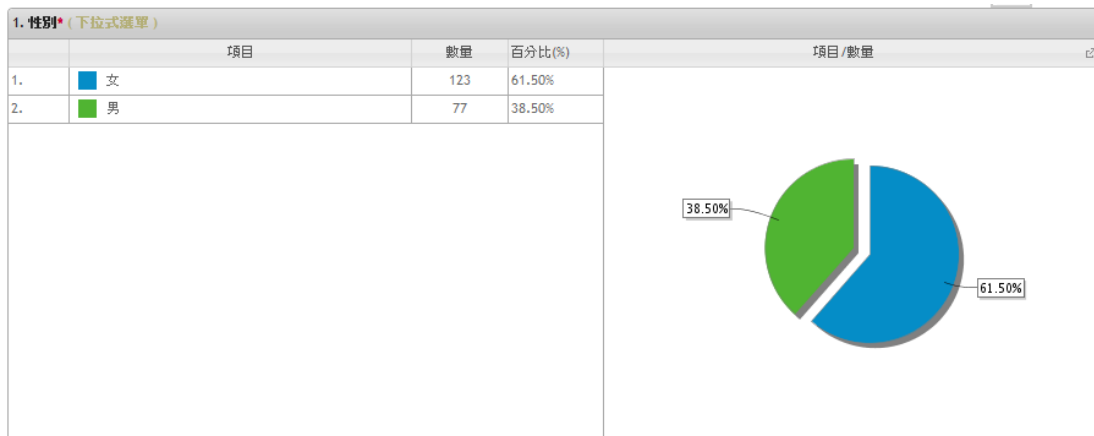 1. 性別*（下拉式選單）
項目 數量 百分比(%) 項目/數量
1. 女 123 61.50%
2. 男 77 38.50%
38.50%
61.50%